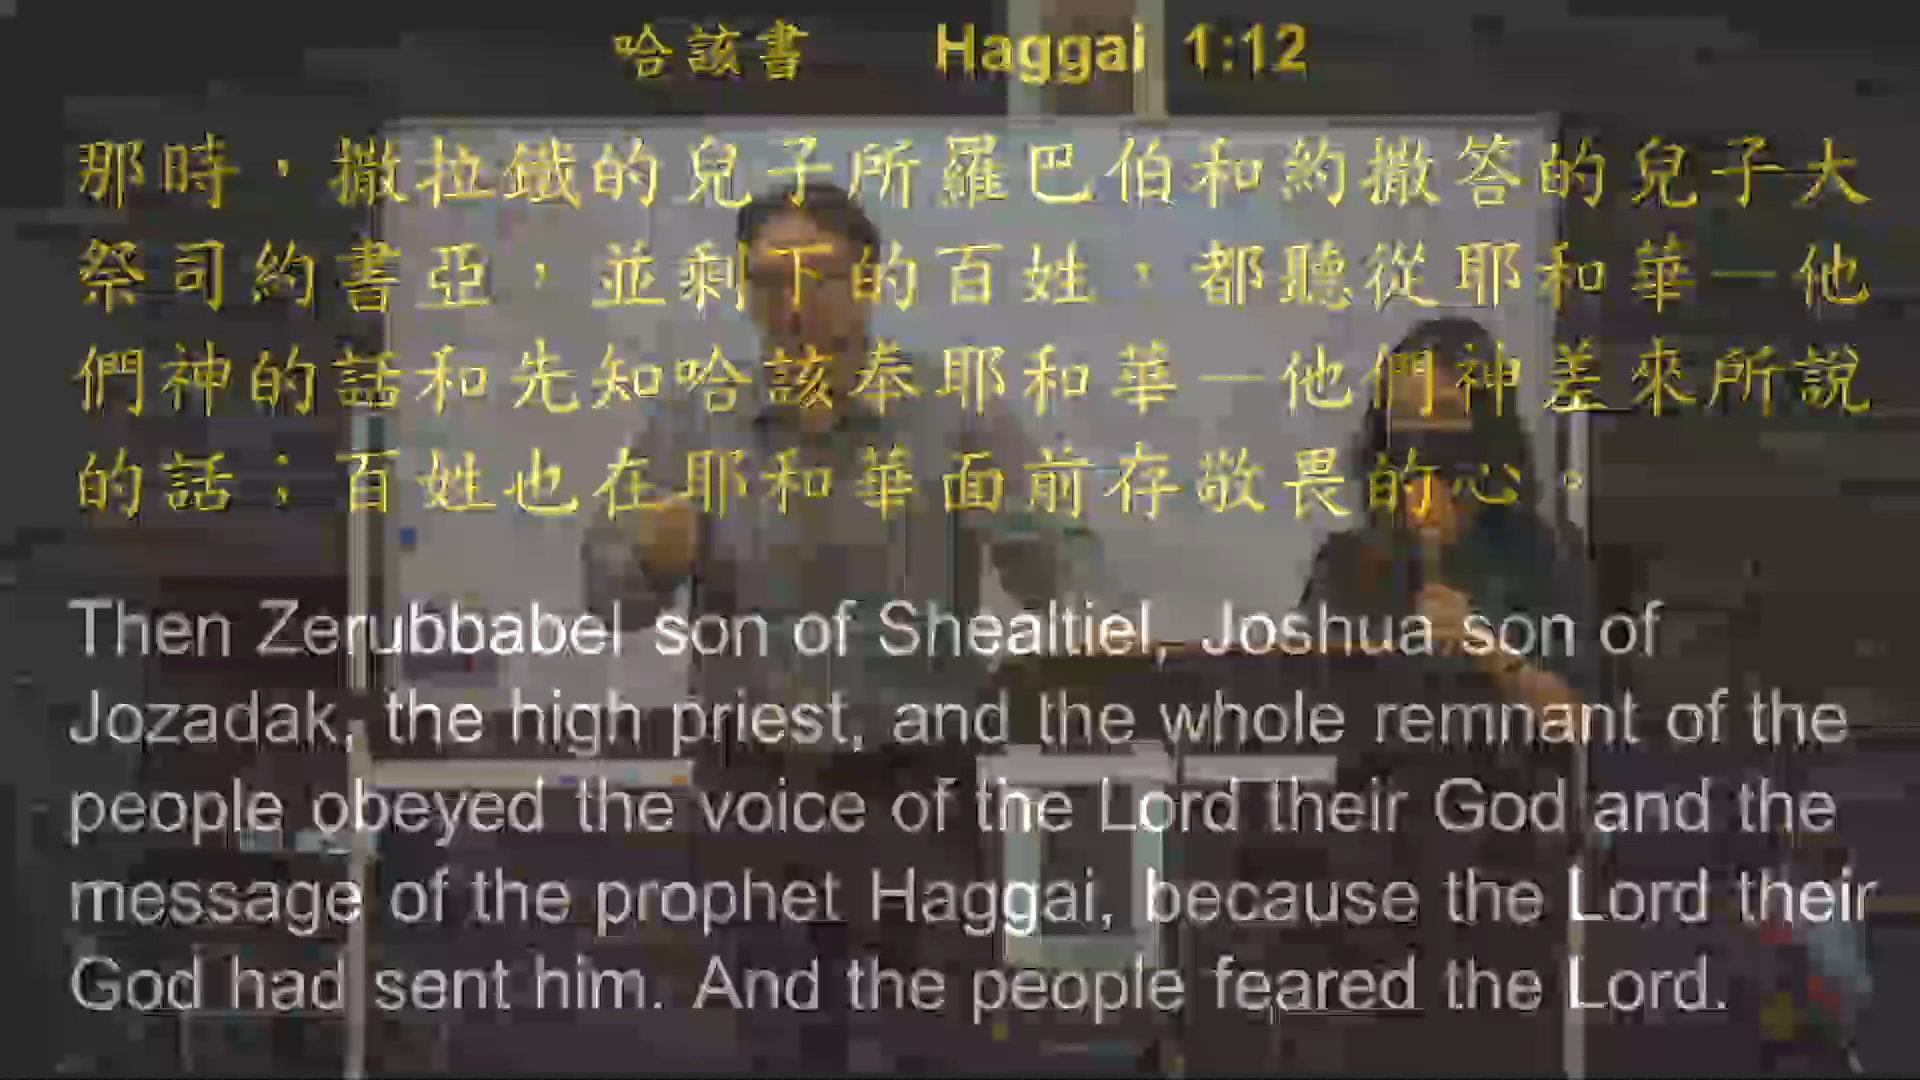 哈該書 Haggai 1:12
那時，撒拉鐵的兒子所羅巴伯和約撒答的兒子大
祭司約書亞，並剩下的百姓，都聽從耶和華─他
們神的話和先知哈該奉耶和華─他們神差來所說
的話；百姓也在耶和華面前存敬畏的心。
Then Zerubbabel son of Shealtiel, Joshua son of
Jozadak, the high priest, and the whole remnant of the
people obeyed the voice of the Lord their God and the
message of the prophet Haggai, because the Lord their
God had sent him. And the people feared the Lord.